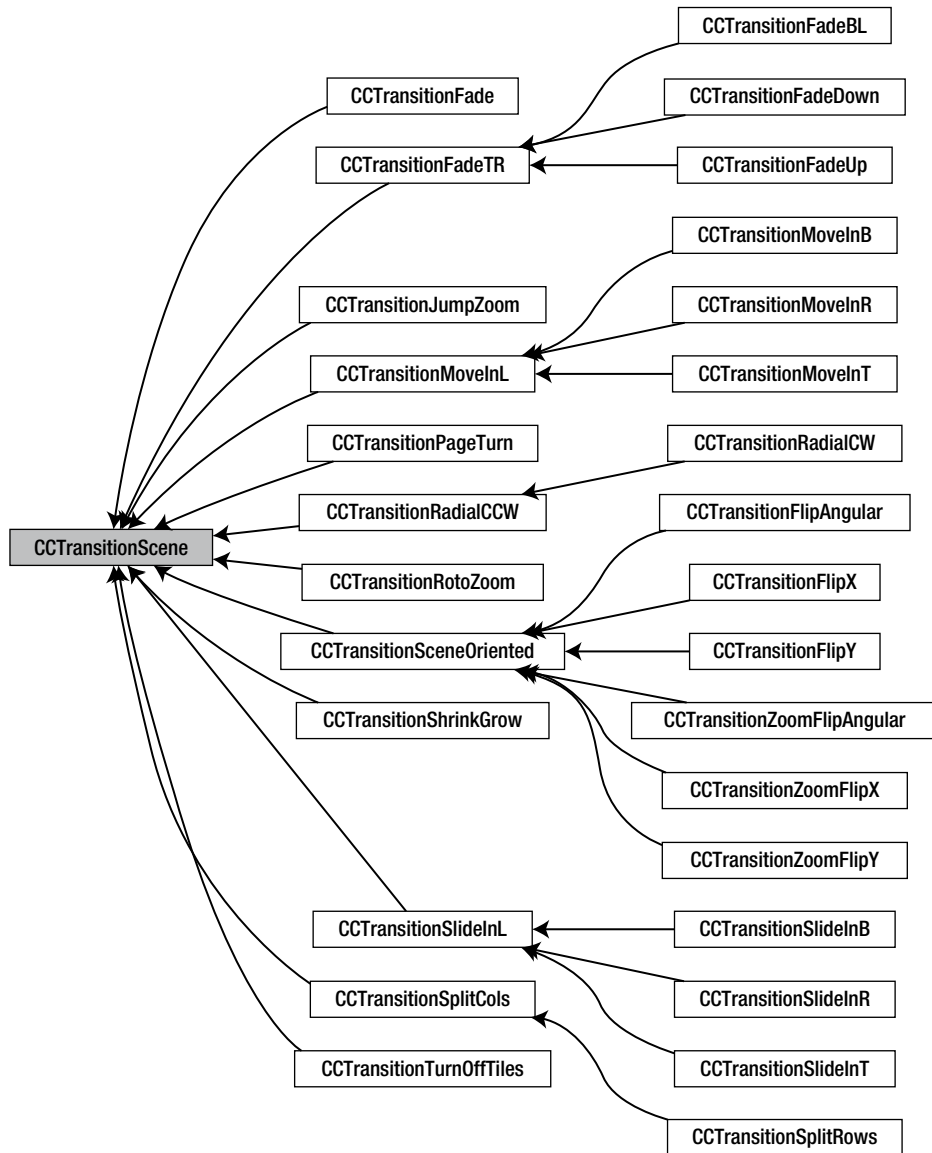 CCTransitionFadeBL
CCTransitionFade
CCTransitionFadeDown
CCTransitionFadeTR
CCTransitionFadeUp
CCTransitionMoveInB
CCTransitionJumpZoom
CCTransitionMoveInR
CCTransitionMoveInL
CCTransitionMoveInT
CCTransitionPageTurn
CCTransitionRadialCW
CCTransitionRadialCCW
CCTransitionFlipAngular
CCTransitionScene
CCTransitionRotoZoom
CCTransitionFlipX
CCTransitionSceneOriented
CCTransitionFlipY
CCTransitionShrinkGrow
CCTransitionZoomFlipAngular
CCTransitionZoomFlipX
CCTransitionZoomFlipY
CCTransitionSlideInL
CCTransitionSlideInB
CCTransitionSplitCols
CCTransitionSlideInR
CCTransitionTurnOffTiles
CCTransitionSlideInT
CCTransitionSplitRows